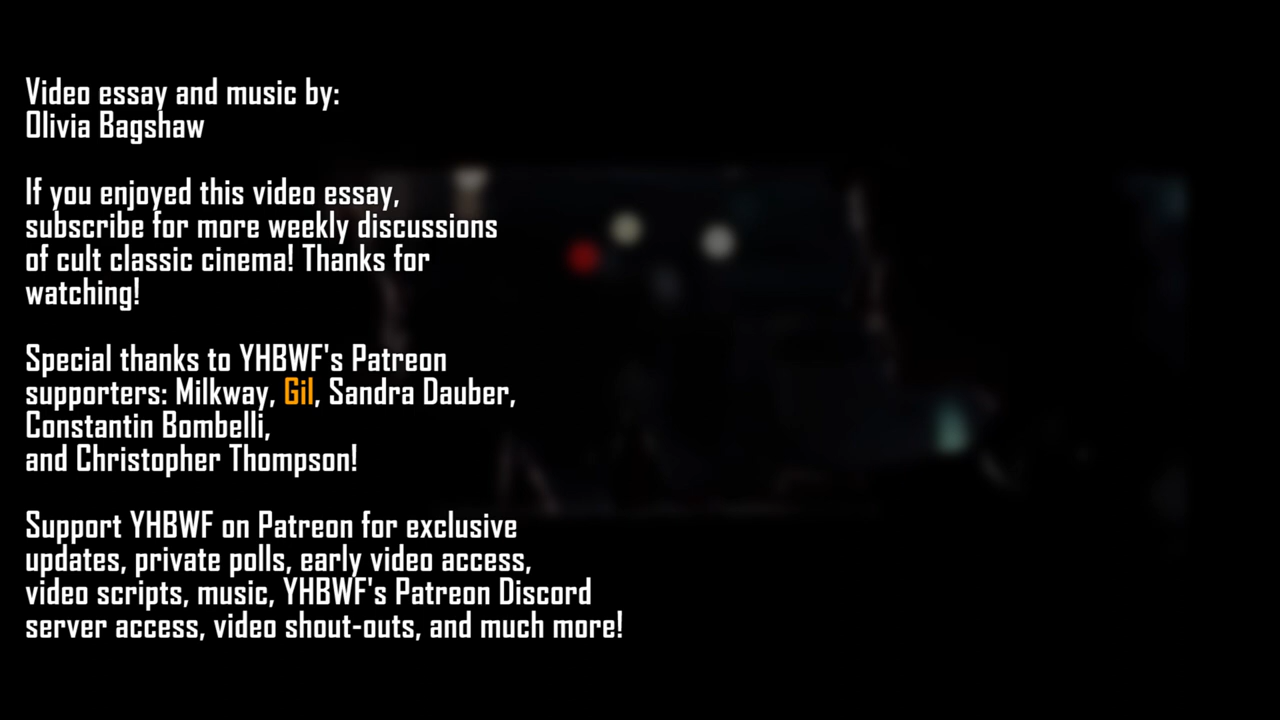 Video essay and music by:
Olivia Bagshaw
If you enjoyed this video essay,
subscribe for more weekly discussions
of cult classic cinema! Thanks for
watching!
Special thanks to YHBWF's Patreon
supporters: Milkway, Gil, Sandra Dauber,
Constantin Bombelli,
and Christopher Thompson!
Support YHBWF on Patreon for exclusive
updates, private polls, early video access,
video scripts, music, YHBWF's Patreon Discord
server access, video shout-outs, and much more!